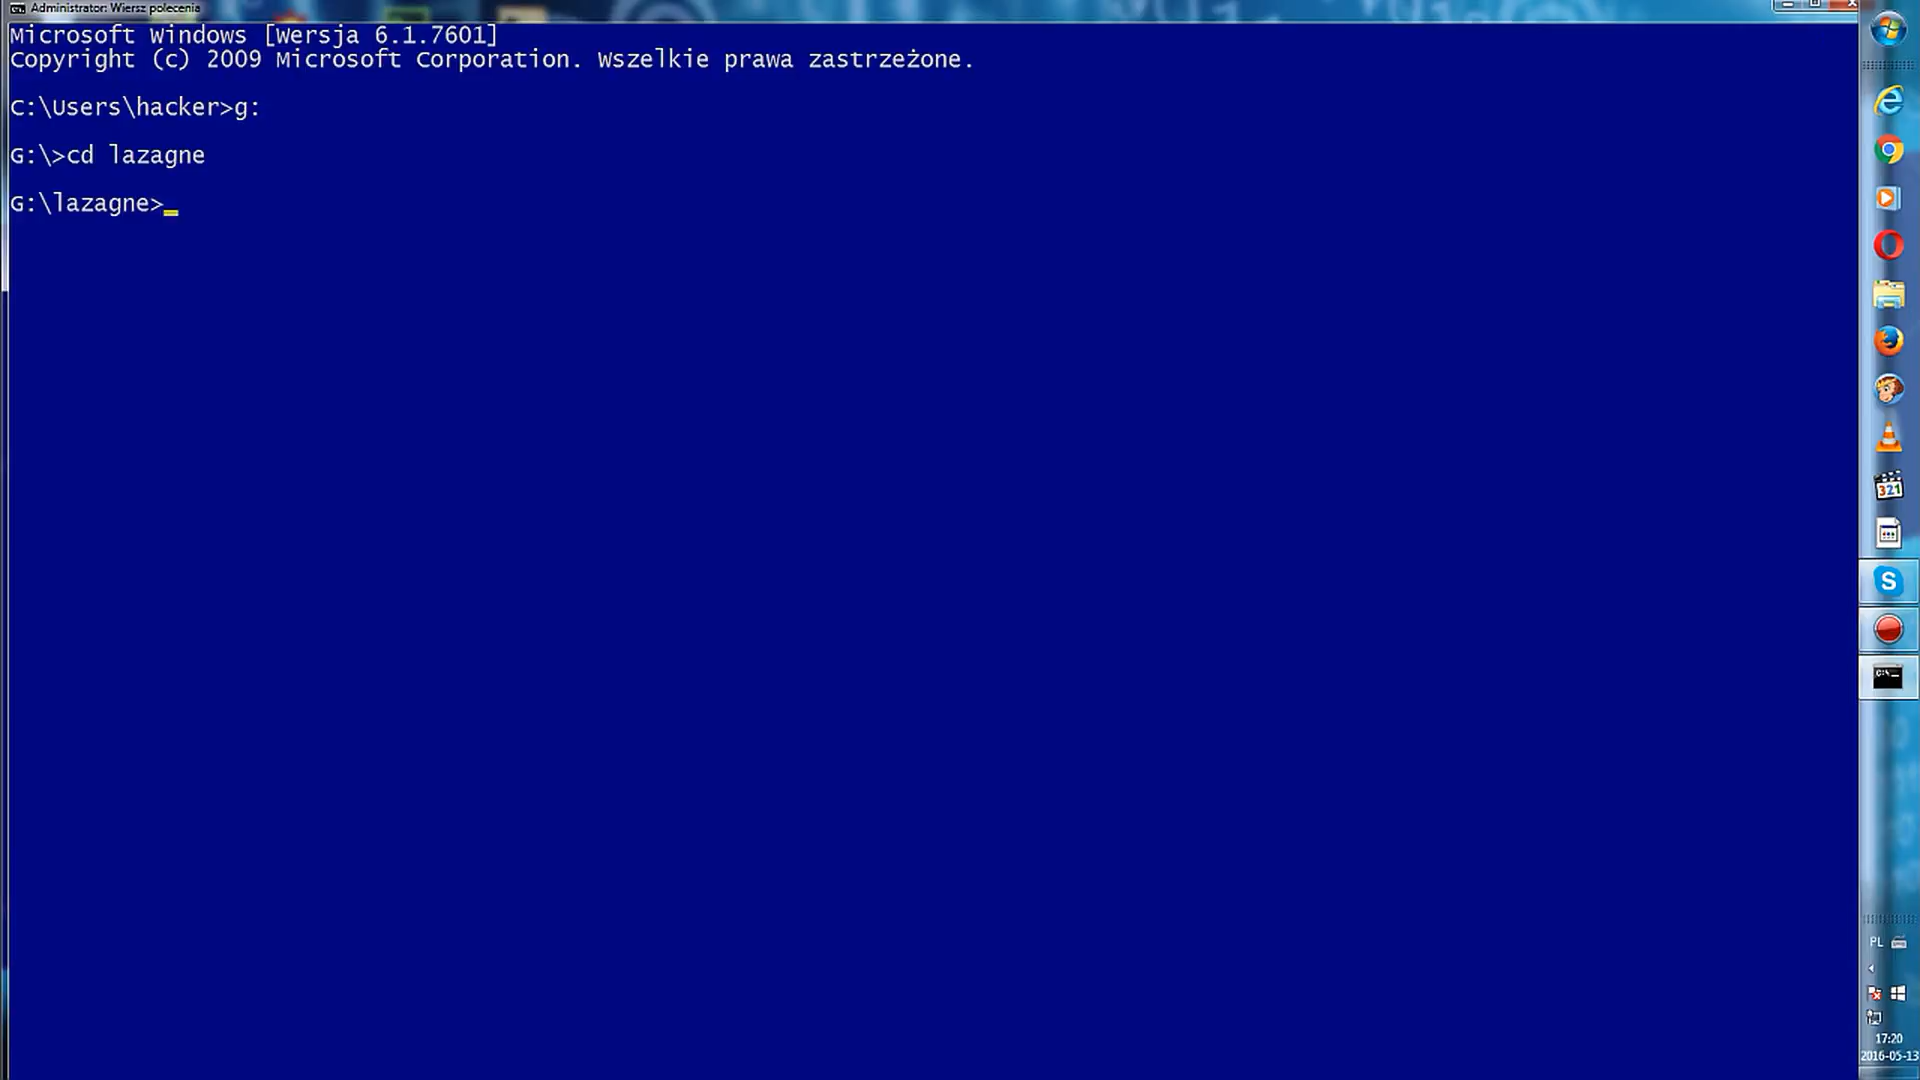 Administrator: Wiersz polecenia
Microsoft Windows [Wersja 6.1.7601]
Copyright (c) 2009 Microsoft Corporation. Wszelkie prawa zastrzeżone.
C:\Users\hacker>g:
G:\>cd lazagne
G:\lazagne>_
321
S
C:\_
PL
17:20
2016-05-13